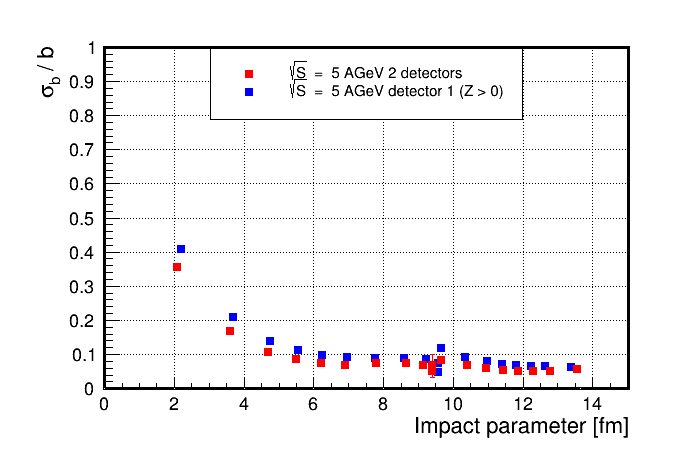 σb / b
1
0.9
0.8
0.7
0.6
0.5
0.4
0.3
0.2
0.1
0
√S = 5 AGeV 2 detectors
√S = 5 AGeV detector 1 (Z > 0)
0 2 4 6 8 10 12 14
Impact parameter [fm]